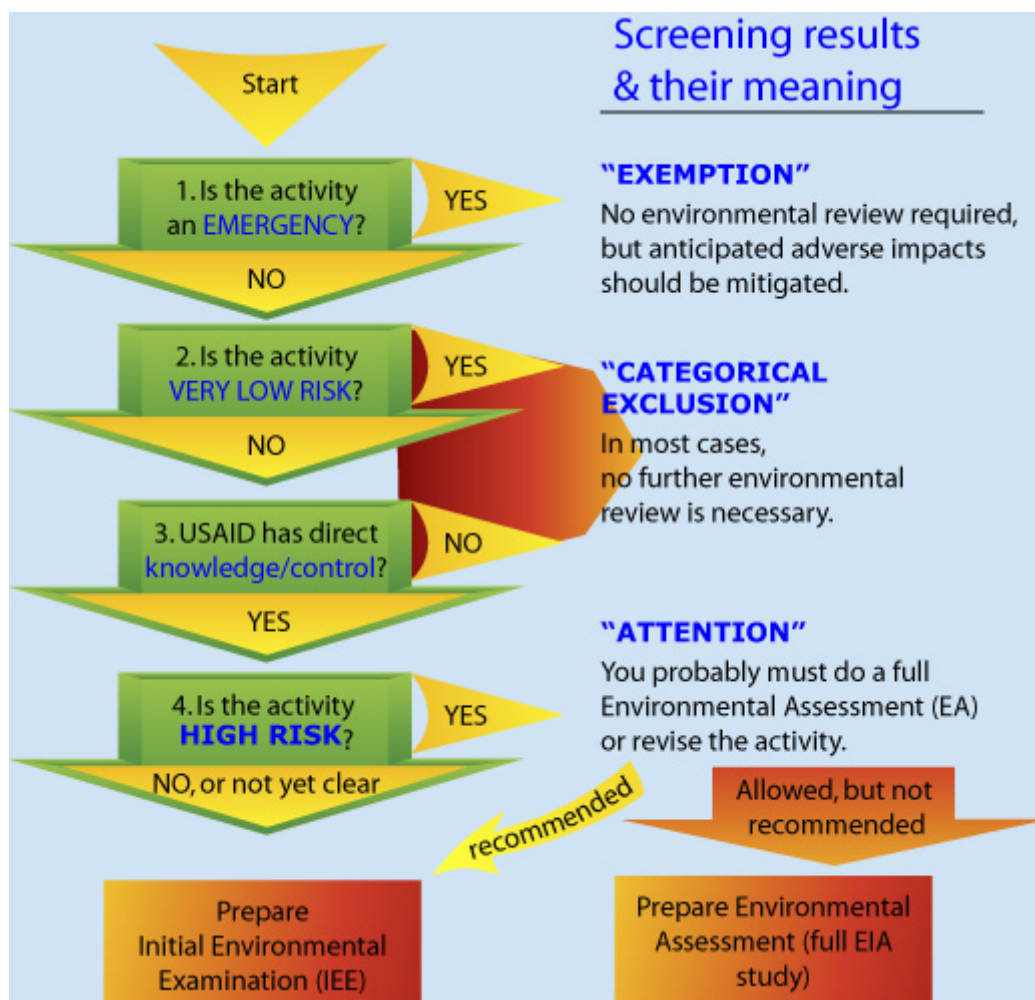 Screening results
& their meaning
Start
1. Is the activity
an EMERGENCY?
YES
NO
“EXEMPTION”
No environmental review required,
but anticipated adverse impacts
should be mitigated.
2. Is the activity
VERY LOW RISK?
YES
NO
“CATEGORICAL
EXCLUSION”
In most cases,
no further environmental
review is necessary.
3. USAID has direct
knowledge/control?
NO
YES
“ATTENTION”
You probably must do a full
Environmental Assessment (EA)
or revise the activity.
4. Is the activity
HIGH RISK?
YES
NO, or not yet clear
recommended
Allowed, but not
recommended
Prepare
Initial Environmental
Examination (IEE)
Prepare Environmental
Assessment (full EIA
study)